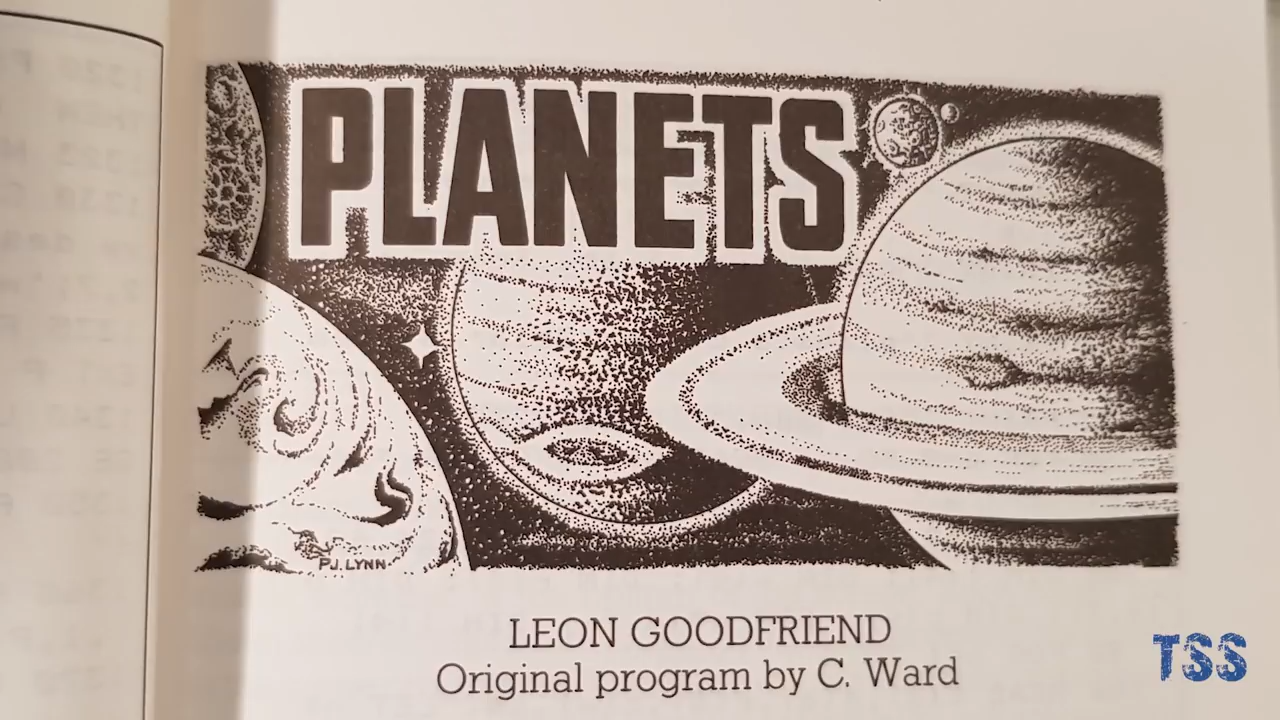 PLANETS
P.J. LYNN
LEON GOODFRIEND
Original program by C. Ward
TSS